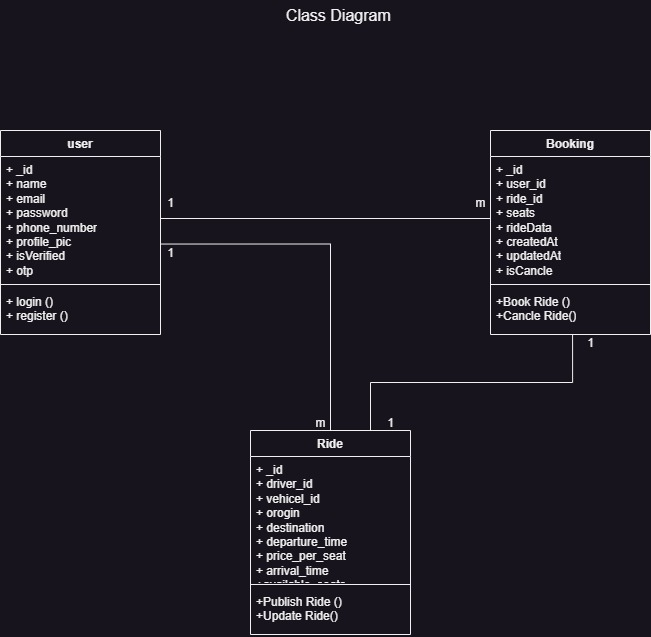 Class Diagram
user
+ _id
+ name
+ email
+ password
+ phone_number
+ profile_pic
+ isVerified
+ otp
+ login ()
+ register ()
1
m
1
Booking
+ _id
+ user_id
+ ride_id
+ seats
+ rideData
+ createdAt
+ updatedAt
+ isCancle
+Book Ride ()
+Cancle Ride()
1
m
1
Ride
+ _id
+ driver_id
+ vehicel_id
+ orogin
+ destination
+ departure_time
+ price_per_seat
+ arrival_time
+Publish Ride ()
+Update Ride()